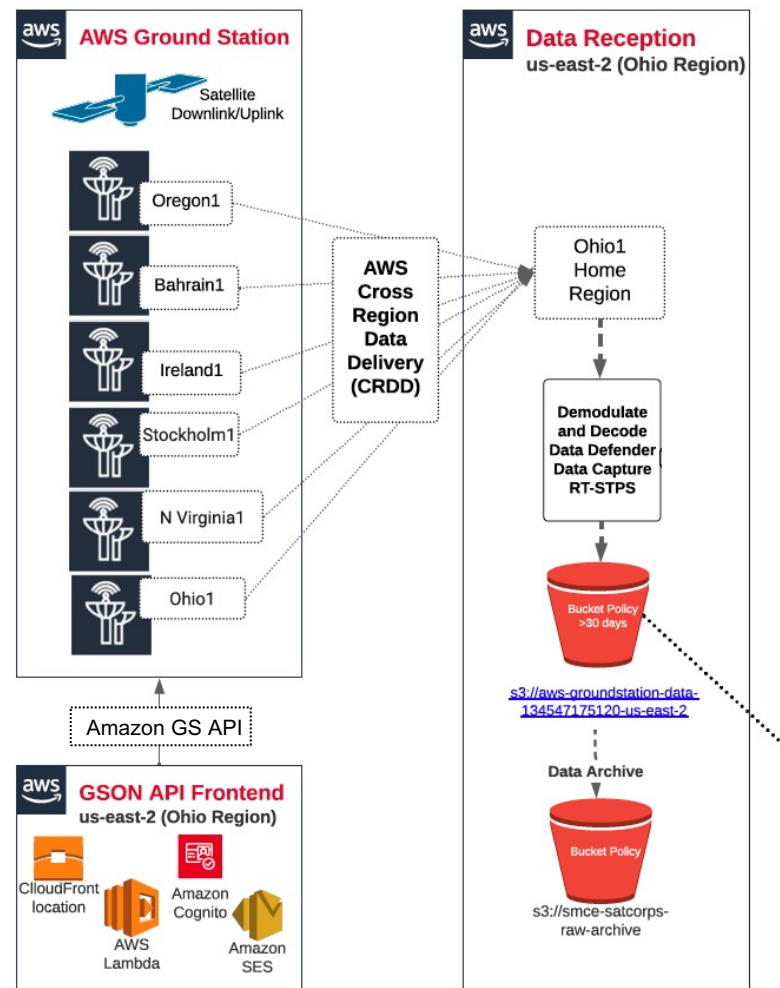 aws
AWS Ground Station
Satellite
Downlink/Uplink
Oregon1
Bahrain1
Ireland1
Stockholm1
N Virginia1
Ohio1
AWS
Cross
Region
Data
Delivery
(CRDD)
Amazon GS API
aws
GSON API Frontend
us-east-2 (Ohio Region)
ClloudFront
location
AWS
Lambda
Amazon
Cognito
Amazon
SES
aws
Data Reception
us-east-2 (Ohio Region)
Ohio1
Home
Region
Demodulate
and Decode
Data Defender
Data Capture
RT-STPS
Bucket Policy
>30 days
s3://aws-groundstation-data-
134547175120-us-east-2
Data Archive
Bucket Policy
s3://smce-satcorps-
raw-archive